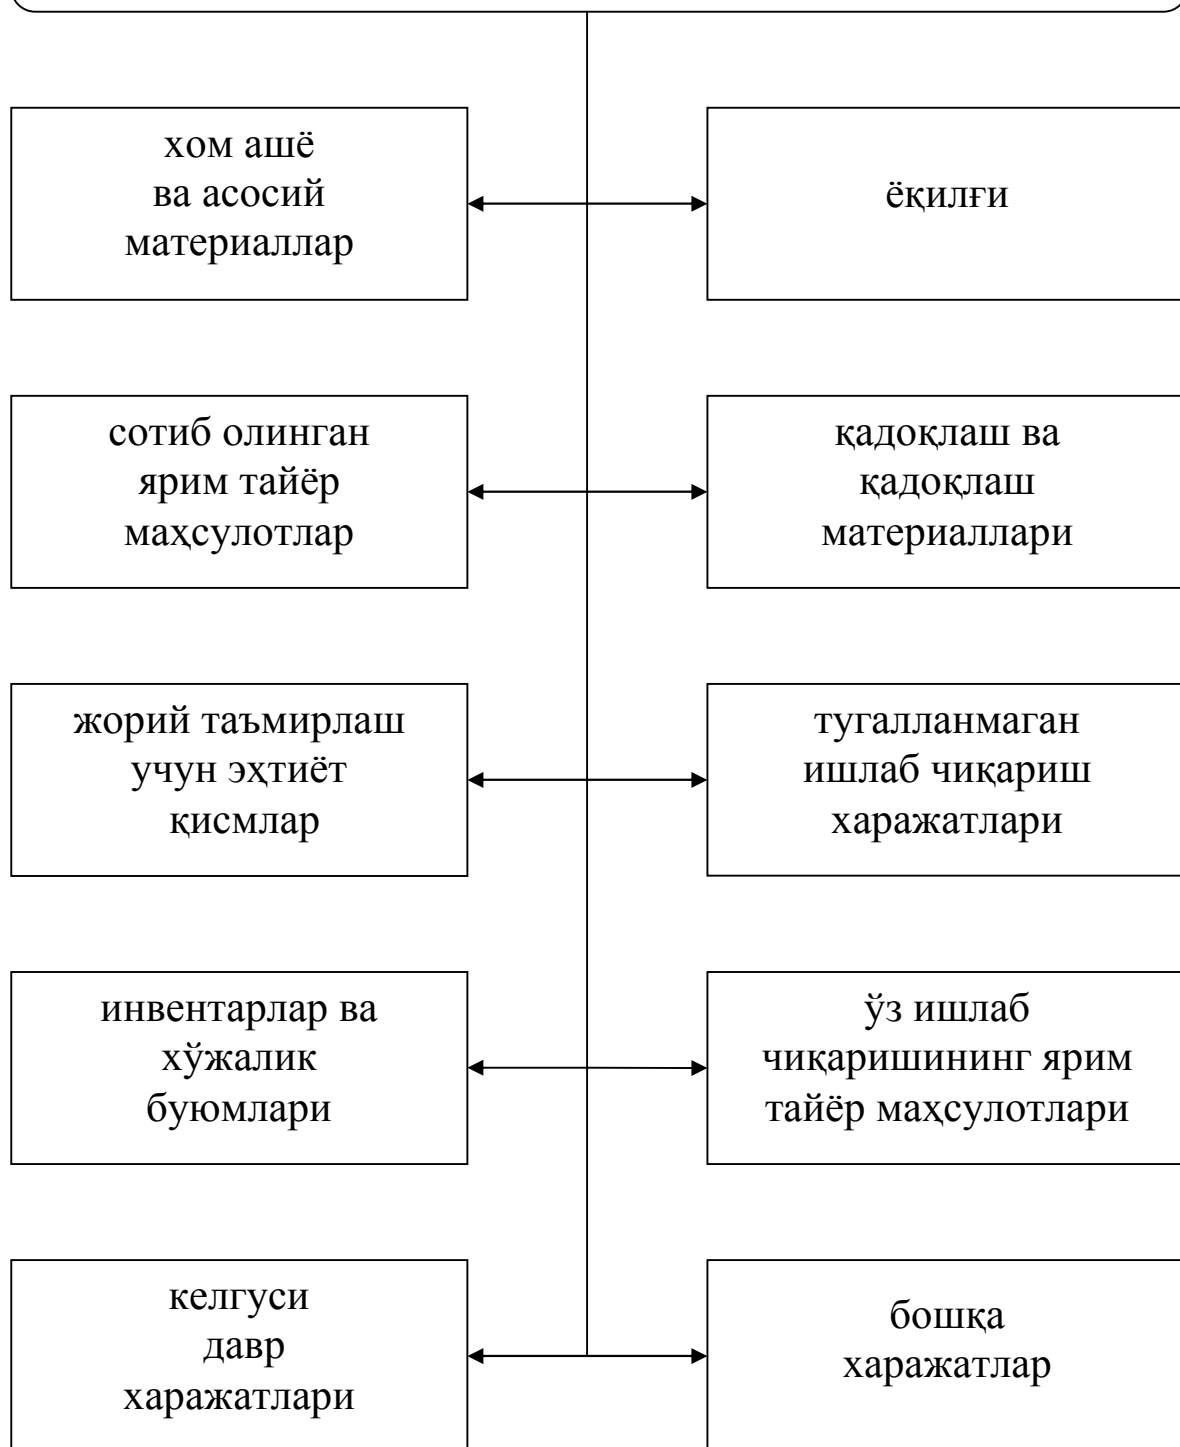 хом ашё
ва асосий
материаллар
ёқилғи
сотиб олинган
ярим тайёр
маҳсулотлар
қадоқлаш ва
қадоқлаш
материаллари
жорий таъмирлаш
учун эҳтиёт
қисмлар
тугалланмаган
ишлаб чиқариш
харажатлари
инвентарлар ва
хўжалик
буюмлари
ўз ишлаб
чиқаришининг ярим
тайёр маҳсулотлари
келгуси
давр
харажатлари
бошқа
харажатлар